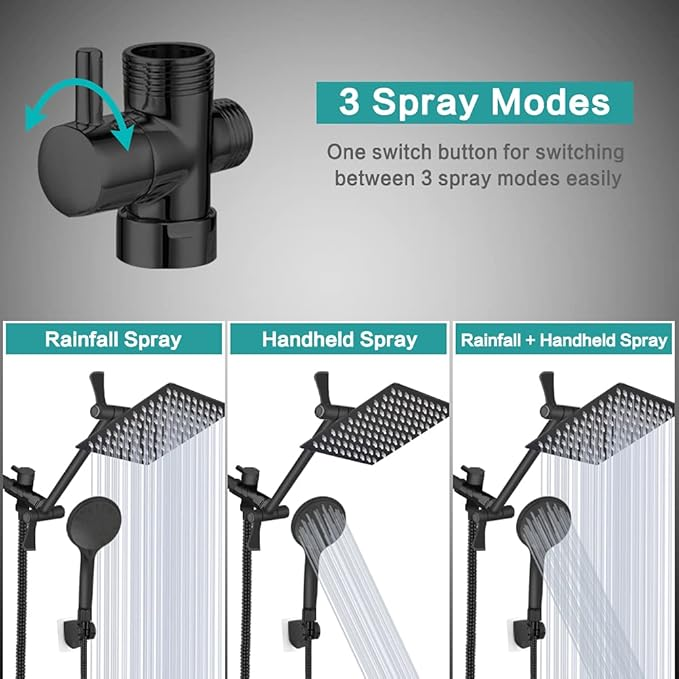 3 Spray Modes
One switch button for switching
between 3 spray modes easily
Rainfall Spray
Handheld Spray
Rainfall + Handheld Spray